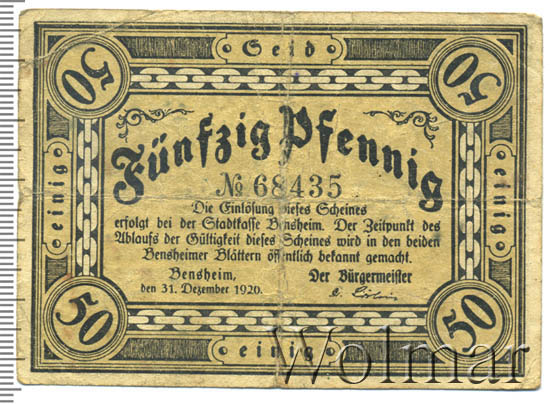 · Seid ·
50 50
Fünfzig Pfennig
№ 68435
Die Einlösung dieses Scheines
erfolgt bei der Stadtkasse Bensheim. Der Zeitpunkt des
Ablaufs der Gültigkeit dieses Scheines wird in den beiden
Bensheimer Blättern öffentlich bekannt gemacht.
Bensheim,
den 31. Dezember 1920.
Der Bürgermeister
einig
einig
50 50
· einig ·
Wolmar